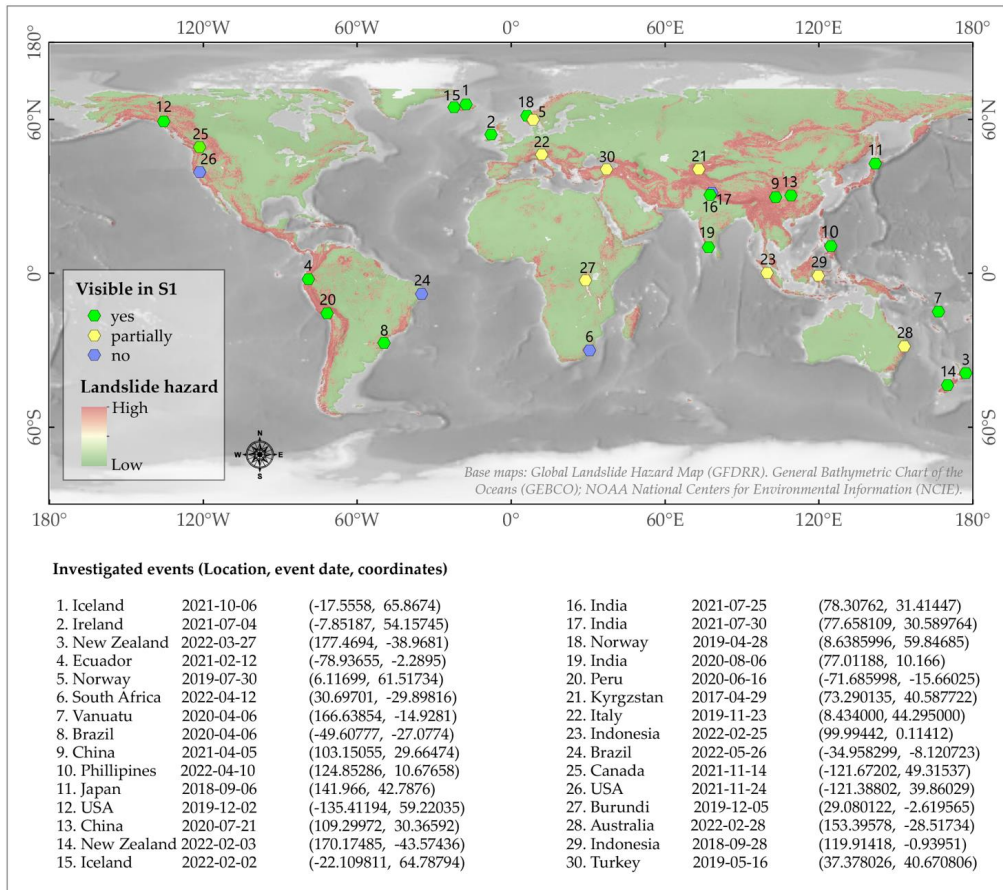 180° 120°W 60°W 0° 60°E 120°E 180°
180° 180°
60°N 60°N
0° 0°
60°S 60°S
12
15
1
18
5
2
25
26
22
30
21
11
9
13
16
17
19
10
4
24
27
23
29
20
7
8
6
28
3
14
Visible in S1
yes
partially
no
Landslide hazard
High
Low
N
W E
S
Base maps: Global Landslide Hazard Map (GFDRR). General Bathymetric Chart of the
Oceans (GEBCO); NOAA National Centers for Environmental Information (NCIE).
180° 120°W 60°W 0° 60°E 120°E 180°
Investigated events (Location, event date, coordinates)
1. Iceland 2021-10-06 (-17.5558, 65.8674)
2. Ireland 2021-07-04 (-7.85187, 54.15745)
3. New Zealand 2022-03-27 (177.4694, -38.9681)
4. Ecuador 2021-02-12 (-78.93655, -2.2895)
5. Norway 2019-07-30 (6.11699, 61.51734)
6. South Africa 2022-04-12 (30.69701, -29.89816)
7. Vanuatu 2020-04-06 (166.63854, -14.9281)
8. Brazil 2020-04-06 (-49.60777, -27.0774)
9. China 2021-04-05 (103.15055, 29.66474)
10. Phillipines 2022-04-10 (124.85286, 10.67658)
11. Japan 2018-09-06 (141.966, 42.7876)
12. USA 2019-12-02 (-135.41194, 59.22035)
13. China 2020-07-21 (109.29972, 30.36592)
14. New Zealand 2022-02-03 (170.17485, -43.57436)
15. Iceland 2022-02-02 (-22.109811, 64.78794)
16. India 2021-07-25 (78.30762, 31.41447)
17. India 2021-07-30 (77.658109, 30.589764)
18. Norway 2019-04-28 (8.6385996, 59.84685)
19. India 2020-08-06 (77.01188, 10.166)
20. Peru 2020-06-16 (-71.685998, -15.66025)
21. Kyrgzstan 2017-04-29 (73.290135, 40.587722)
22. Italy 2019-11-23 (8.434000, 44.295000)
23. Indonesia 2022-02-25 (99.99442, 0.11412)
24. Brazil 2022-05-26 (-34.958299, -8.120723)
25. Canada 2021-11-14 (-121.67202, 49.31537)
26. USA 2021-11-24 (-121.38802, 39.86029)
27. Burundi 2019-12-05 (29.080122, -2.619565)
28. Australia 2022-02-28 (153.39578, -28.51734)
29. Indonesia 2018-09-28 (119.91418, -0.93951)
30. Turkey 2019-05-16 (37.378026, 40.670806)